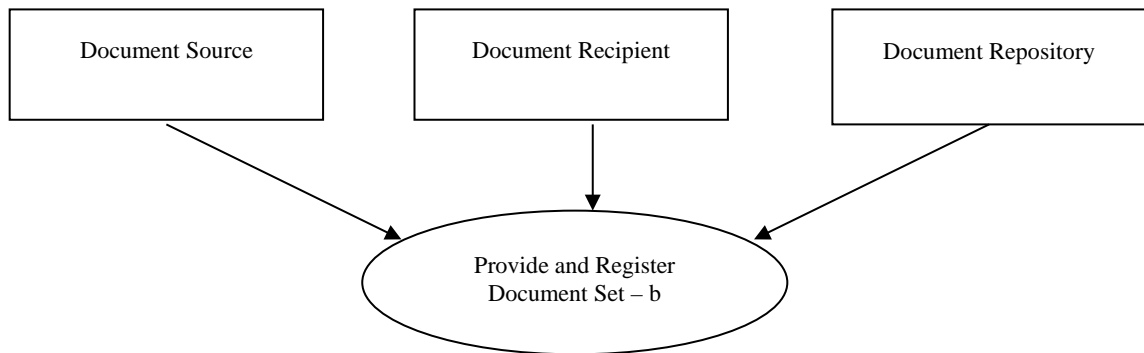 Document Source
Document Recipient
Document Repository
Provide and Register
Document Set – b